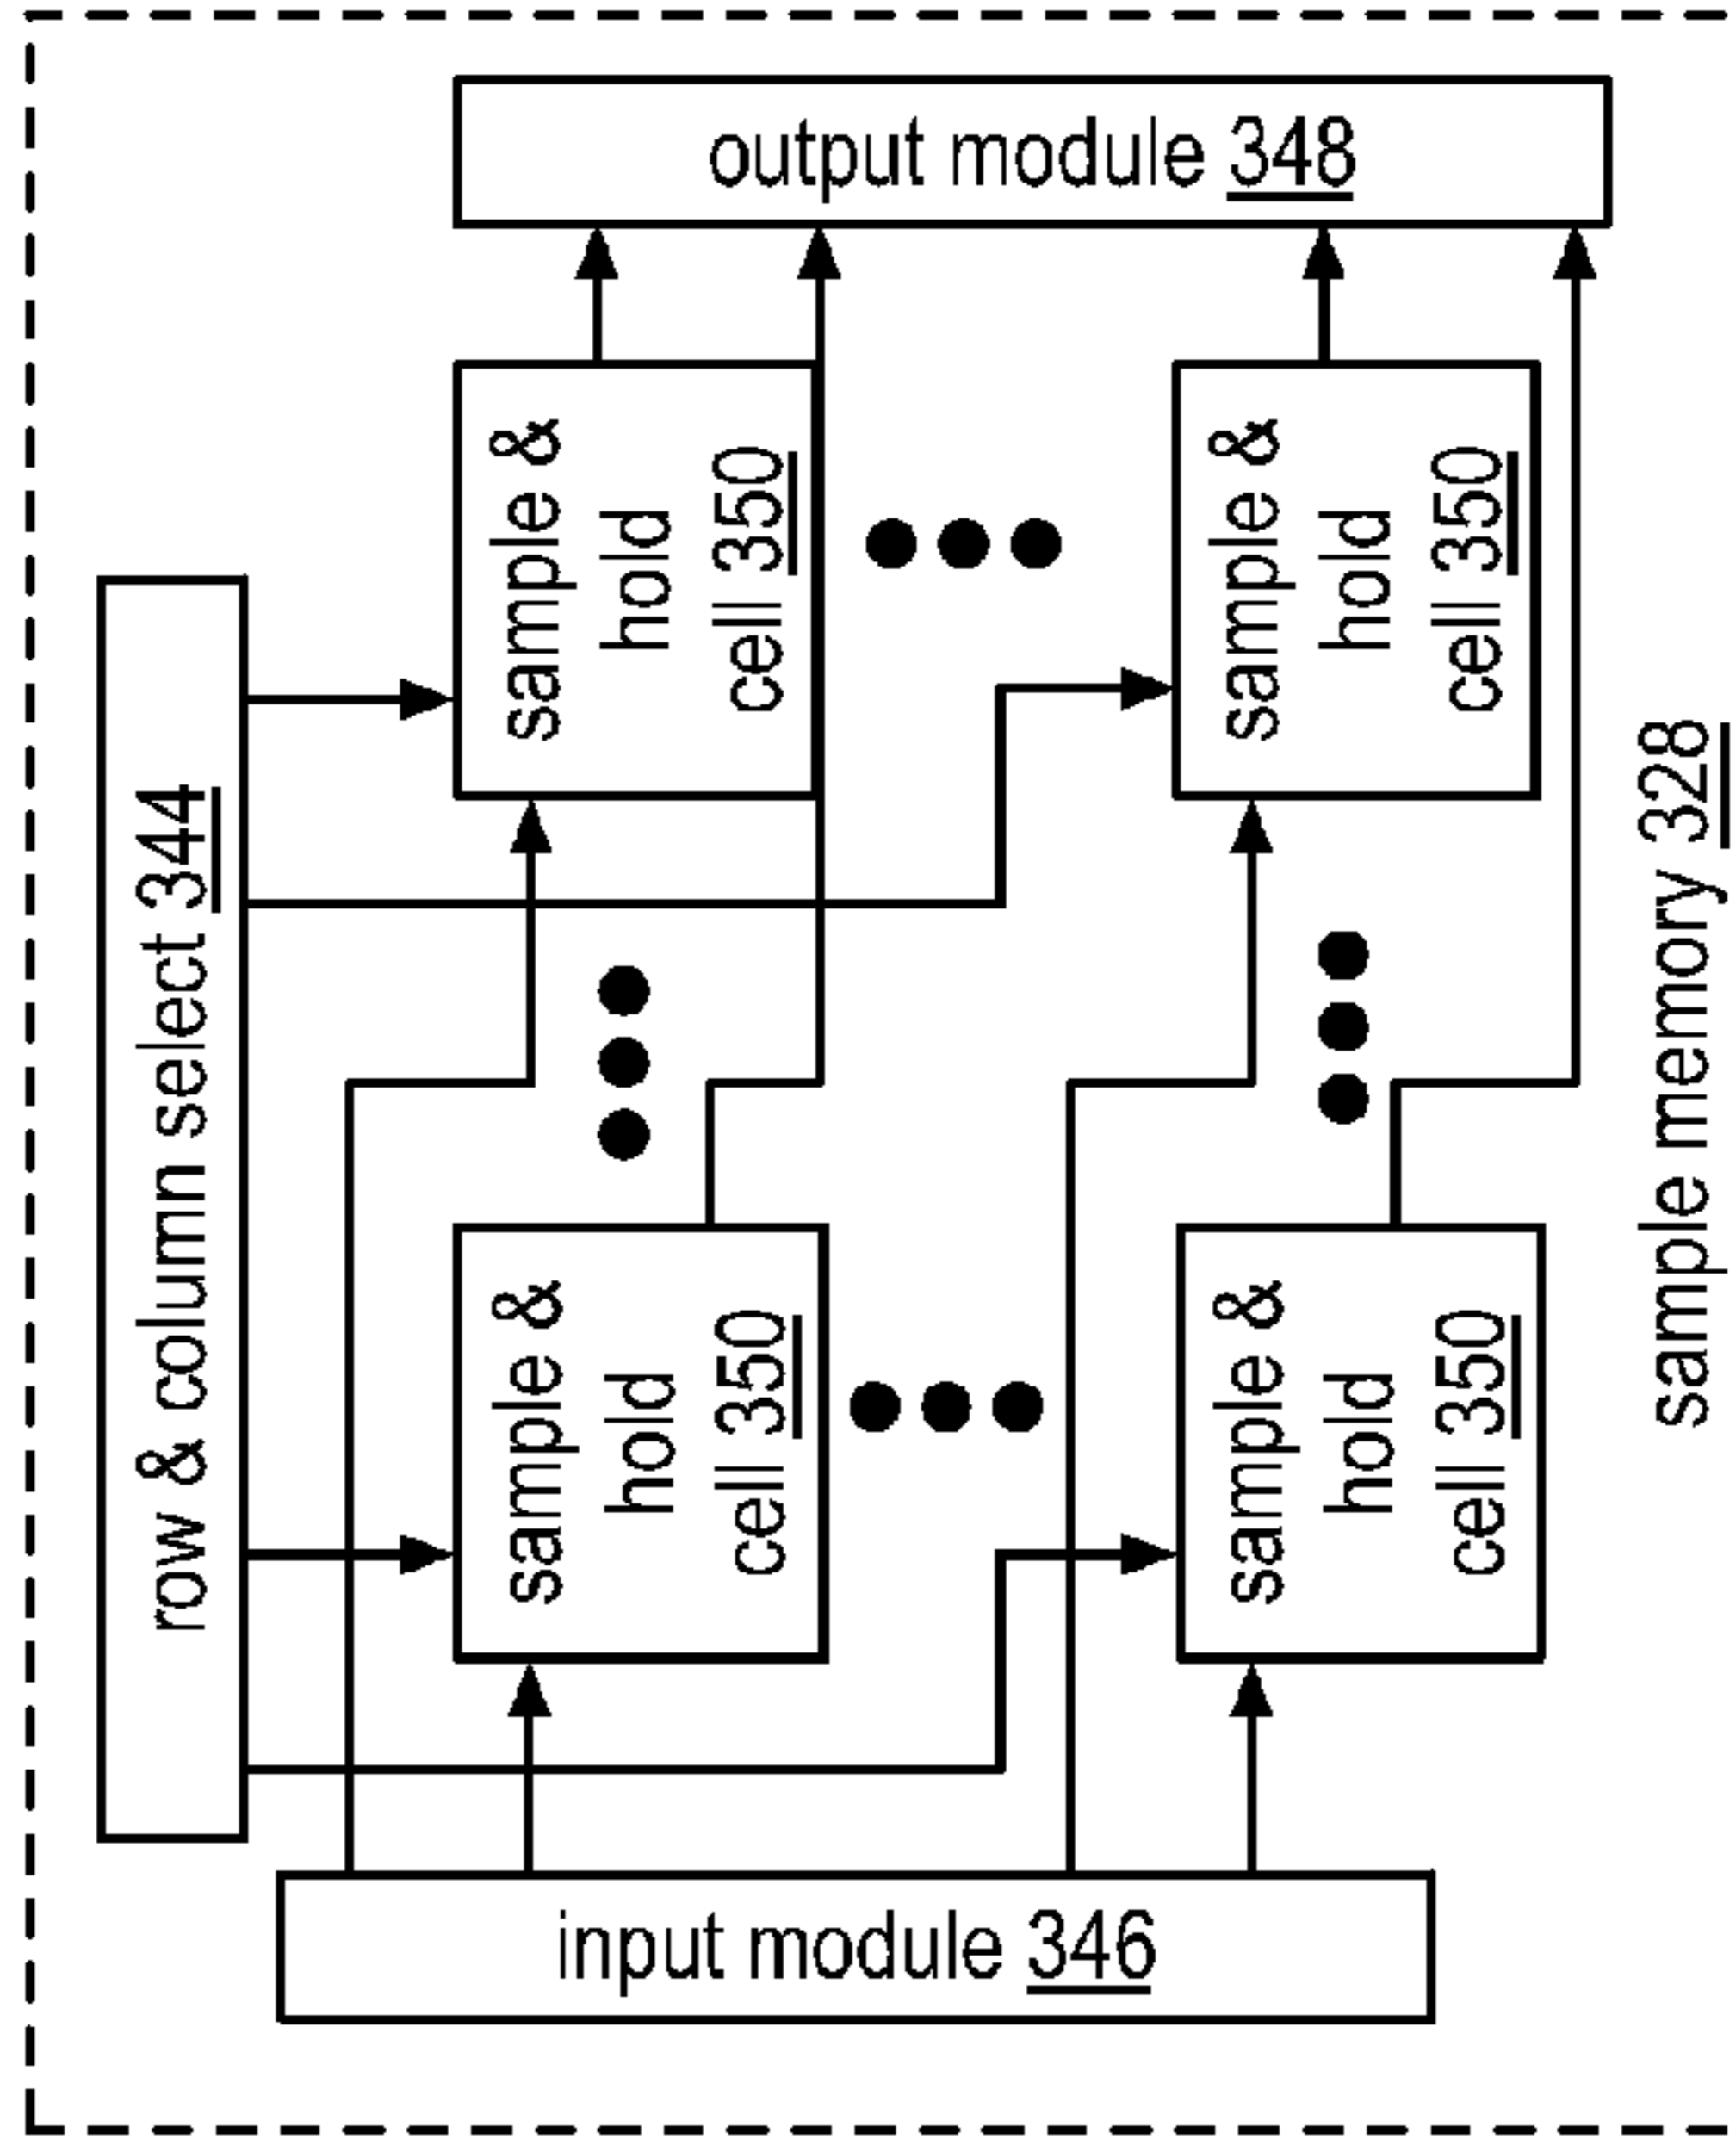 output module 348
row & column select 344
sample &
hold
cell 350
sample &
hold
cell 350
sample &
hold
cell 350
sample &
hold
cell 350
input module 346
sample memory 328